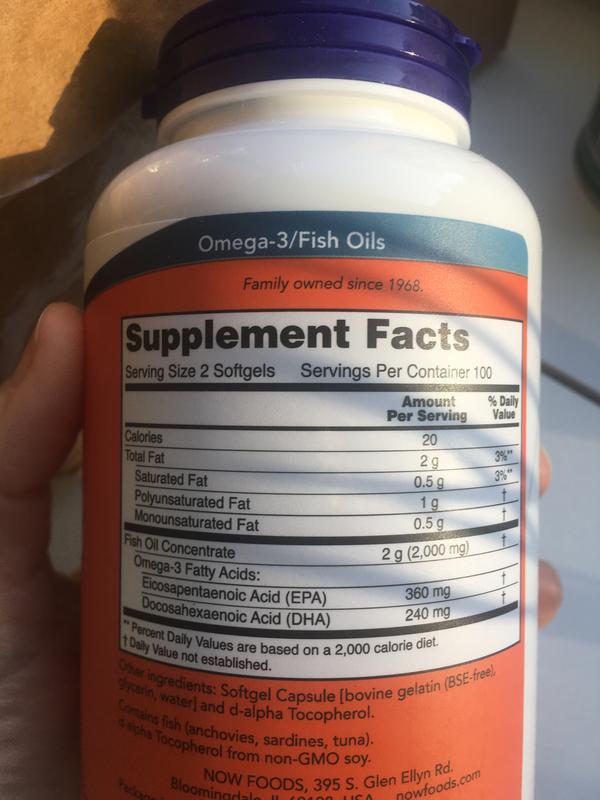 Omega-3/Fish Oils
Family owned since 1968.
Supplement Facts
Serving Size 2 Softgels Servings Per Container 100
Amount Per Serving % Daily Value
Calories 20
Total Fat 2 g 3%**
Saturated Fat 0.5 g 3%**
Polyunsaturated Fat 1 g †
Monounsaturated Fat 0.5 g †
Fish Oil Concentrate 2 g (2,000 mg) †
Omega-3 Fatty Acids:
Eicosapentaenoic Acid (EPA) 360 mg †
Docosahexaenoic Acid (DHA) 240 mg †
** Percent Daily Values are based on a 2,000 calorie diet.
† Daily Value not established.
Other ingredients: Softgel Capsule [bovine gelatin (BSE-free),
glycerin, water] and d-alpha Tocopherol.
Contains fish (anchovies, sardines, tuna).
d-alpha Tocopherol from non-GMO soy.
NOW FOODS, 395 S. Glen Ellyn Rd.
Bloomingdale, IL 60108, USA nowfoods.com